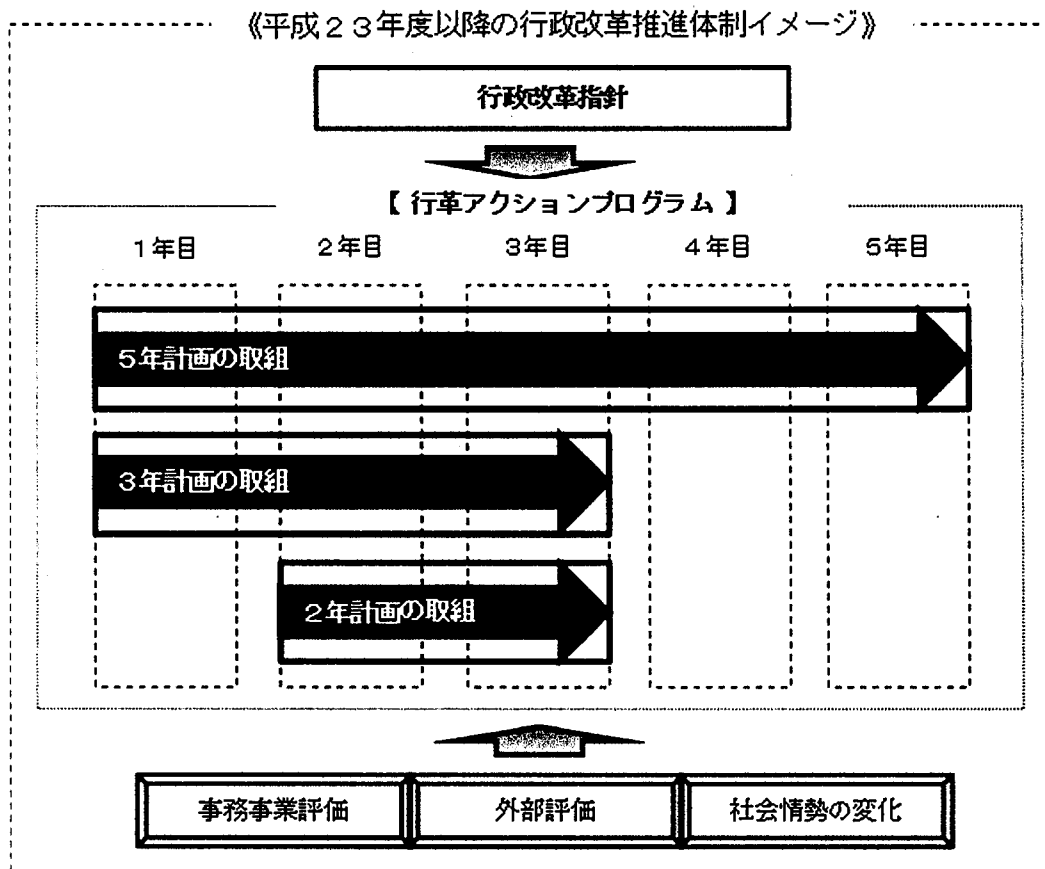 《平成２３年度以降の行政改革推進体制イメージ》
行政改革指針
【 行革アクションプログラム 】
１年目 ２年目 ３年目 ４年目 ５年目
５年計画の取組
３年計画の取組
２年計画の取組
事務事業評価 外部評価 社会情勢の変化